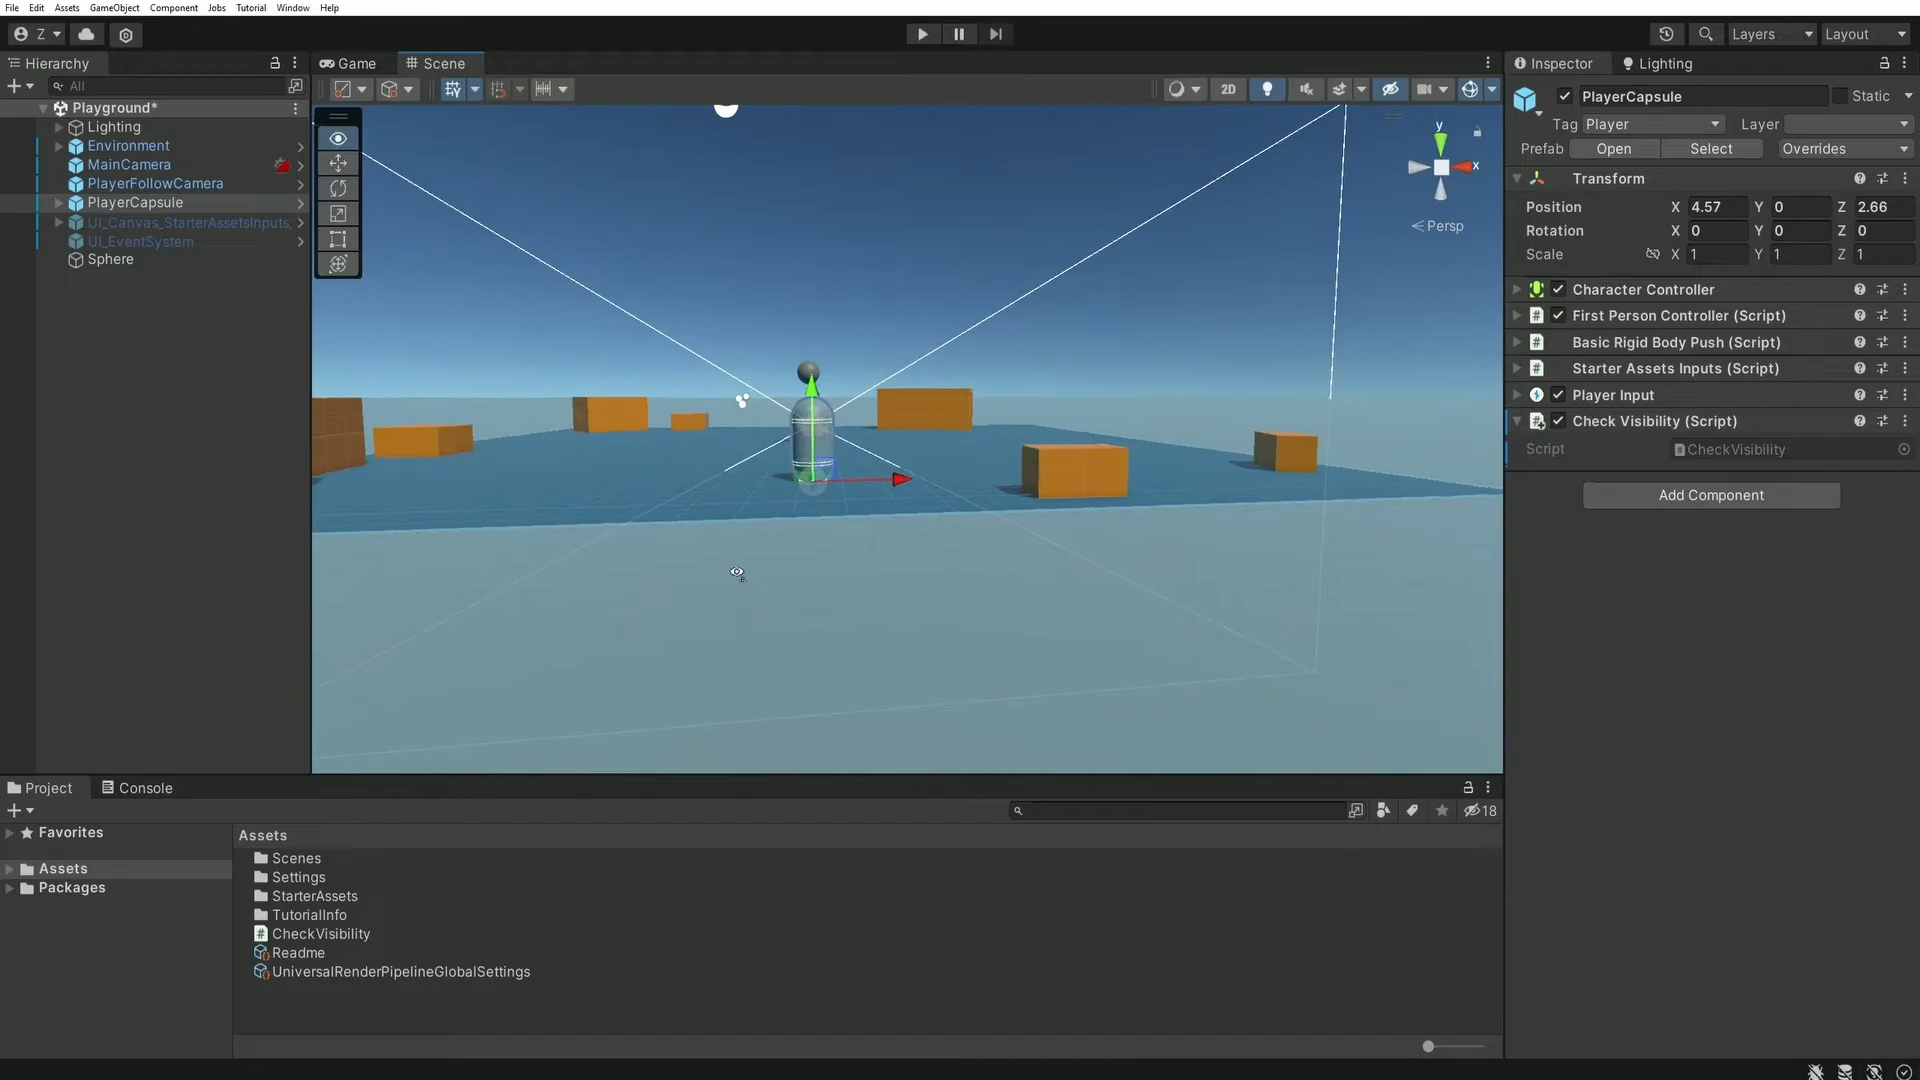 File Edit Assets GameObject Component Jobs Tutorial Window Help
Z Layers Layout
Hierarchy
All
Playground*
Lighting
Environment
MainCamera
PlayerFollowCamera
PlayerCapsule
UI_Canvas_StarterAssetsInputs_
UI_EventSystem
Sphere
Game Scene
2D
y
x
Persp
Inspector Lighting
PlayerCapsule Static
Tag Player Layer
Prefab Open Select Overrides
Transform
Position X 4.57 Y 0 Z 2.66
Rotation X 0 Y 0 Z 0
Scale X 1 Y 1 Z 1
Character Controller
First Person Controller (Script)
Basic Rigid Body Push (Script)
Starter Assets Inputs (Script)
Player Input
Check Visibility (Script)
Script CheckVisibility
Add Component
Project Console
18
Favorites
Assets
Packages
Assets
Scenes
Settings
StarterAssets
TutorialInfo
CheckVisibility
Readme
UniversalRenderPipelineGlobalSettings